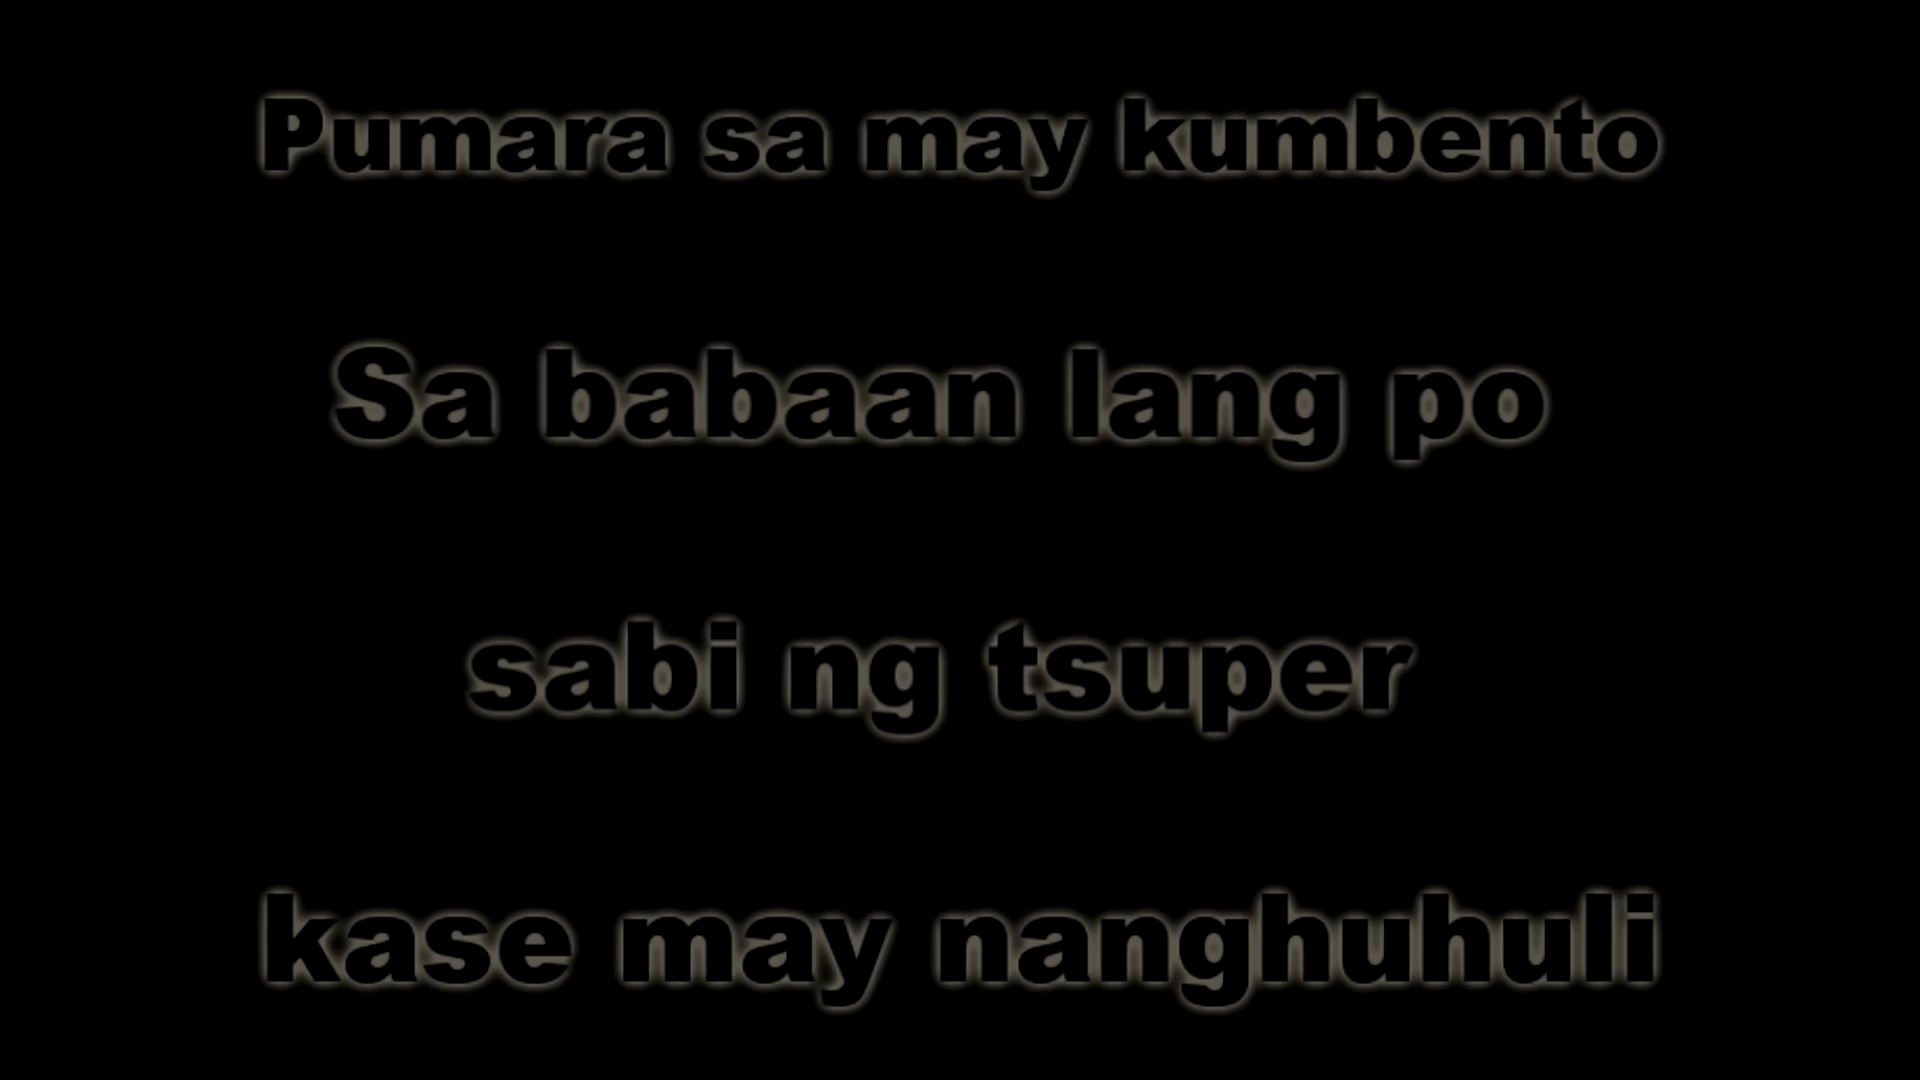 Pumara sa may kumbento
Sa babaan lang po
sabi ng tsuper
kase may nanghuhuli